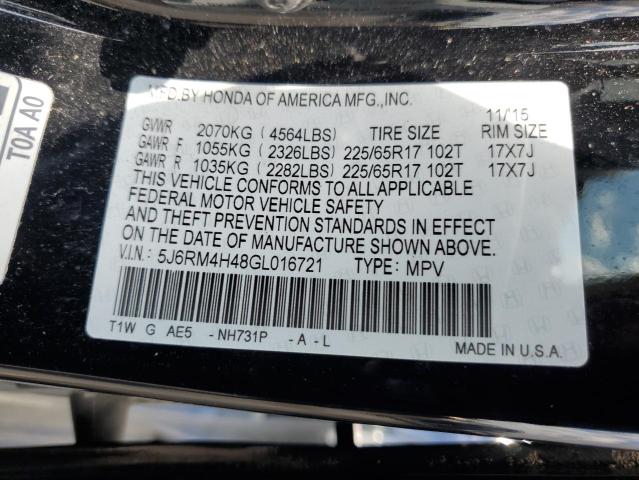 T0A A0
MFD.BY HONDA OF AMERICA MFG.,INC. 11/15
GVWR 2070KG (4564LBS) TIRE SIZE RIM SIZE
GAWR F 1055KG (2326LBS) 225/65R17 102T 17X7J
GAWR R 1035KG (2282LBS) 225/65R17 102T 17X7J
THIS VEHICLE CONFORMS TO ALL APPLICABLE
FEDERAL MOTOR VEHICLE SAFETY
AND THEFT PREVENTION STANDARDS IN EFFECT
ON THE DATE OF MANUFACTURE SHOWN ABOVE.
V.I.N.: 5J6RM4H48GL016721 TYPE: MPV
T1W G AE5 -NH731P -A-L MADE IN U.S.A.